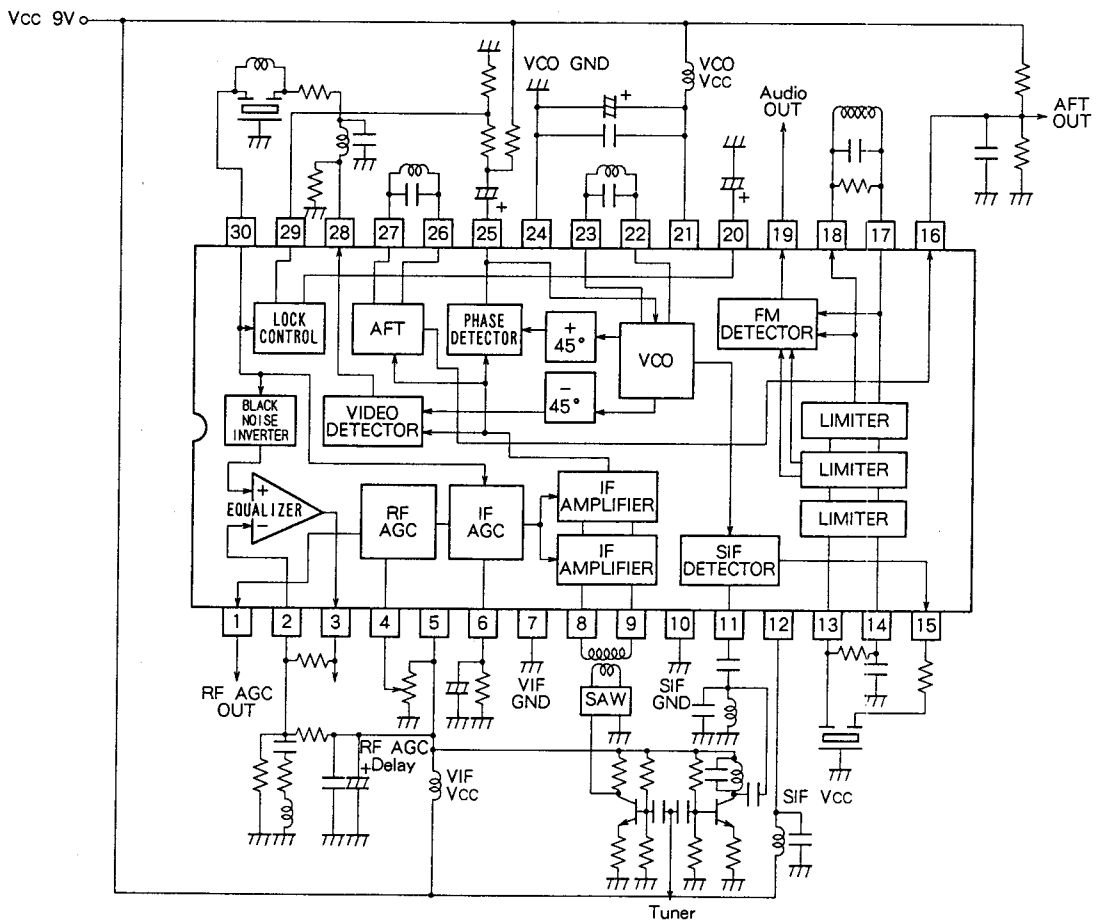 Vcc 9V
VCO GND
VCO
Vcc
Audio
OUT
AFT
OUT
+
+
+
30
29
28
27
26
25
24
23
22
21
20
19
18
17
16
LOCK
CONTROL
AFT
PHASE
DETECTOR
+
45°
VCO
FM
DETECTOR
BLACK
NOISE
INVERTER
VIDEO
DETECTOR
−
45°
LIMITER
LIMITER
LIMITER
+
EQUALIZER
−
RF
AGC
IF
AGC
IF
AMPLIFIER
IF
AMPLIFIER
SIF
DETECTOR
1
2
3
4
5
6
7
8
9
10
11
12
13
14
15
RF AGC
OUT
VIF
GND
SAW
SIF
GND
RF AGC
+Delay
VIF
Vcc
SIF Vcc
Tuner